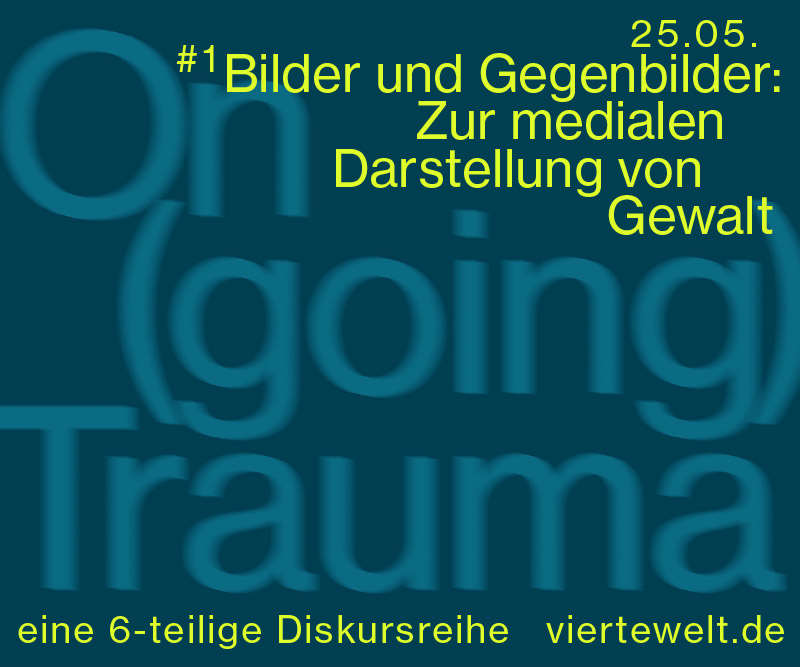 25.05.
#1 Bilder und Gegenbilder:
Zur medialen
Darstellung von
Gewalt
On
(going)
Trauma
eine 6-teilige Diskursreihe viertewelt.de